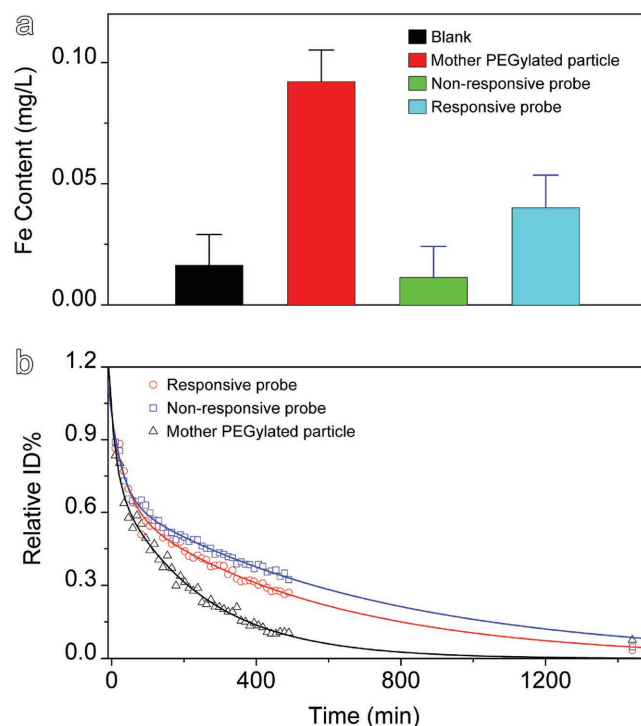 a
Fe Content (mg/L)
0.10
0.05
0.00
Blank
Mother PEGylated particle
Non-responsive probe
Responsive probe
b
Relative ID%
1.2
0.9
0.6
0.3
0.0
Responsive probe
Non-responsive probe
Mother PEGylated particle
0 400 800 1200
Time (min)